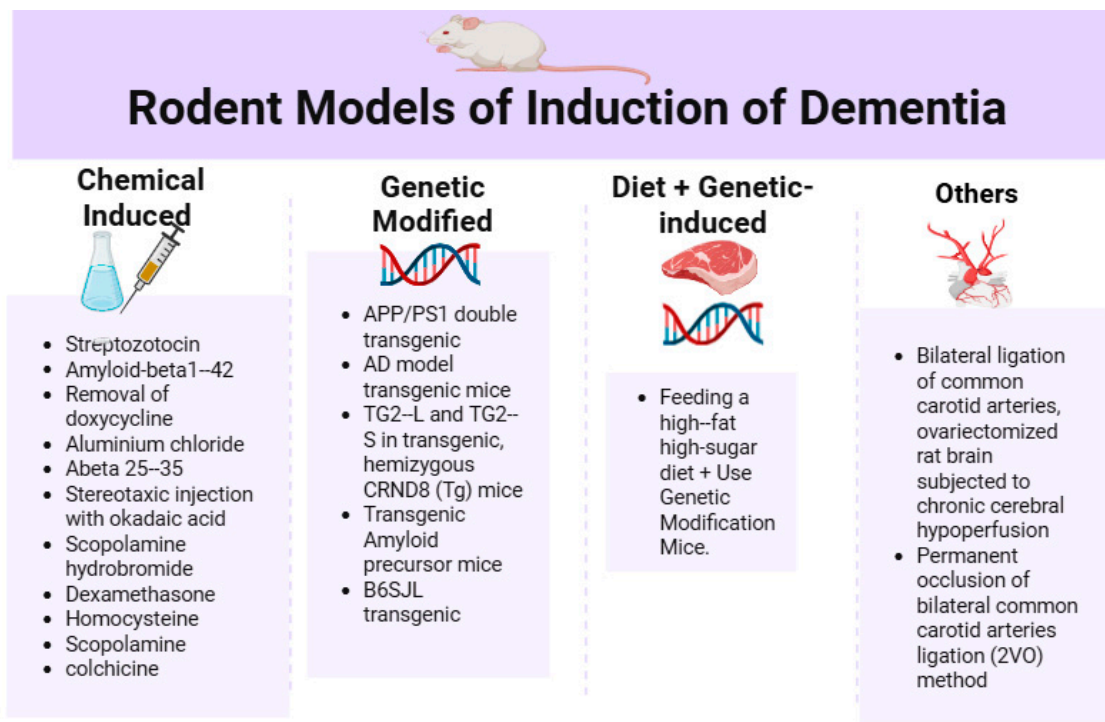 Rodent Models of Induction of Dementia
Chemical
Induced
• Streptozotocin
• Amyloid-beta1--42
• Removal of
doxycycline
• Aluminium chloride
• Abeta 25--35
• Stereotaxic injection
with okadaic acid
• Scopolamine
hydrobromide
• Dexamethasone
• Homocysteine
• Scopolamine
• colchicine
Genetic
Modified
• APP/PS1 double
transgenic
• AD model
transgenic mice
• TG2--L and TG2--
S in transgenic,
hemizygous
CRND8 (Tg) mice
• Transgenic
Amyloid
precursor mice
• B6SJL
transgenic
Diet + Genetic-
induced
• Feeding a
high--fat
high-sugar
diet + Use
Genetic
Modification
Mice.
Others
• Bilateral ligation
of common
carotid arteries,
ovariectomized
rat brain
subjected to
chronic cerebral
hypoperfusion
• Permanent
occlusion of
bilateral common
carotid arteries
ligation (2VO)
method